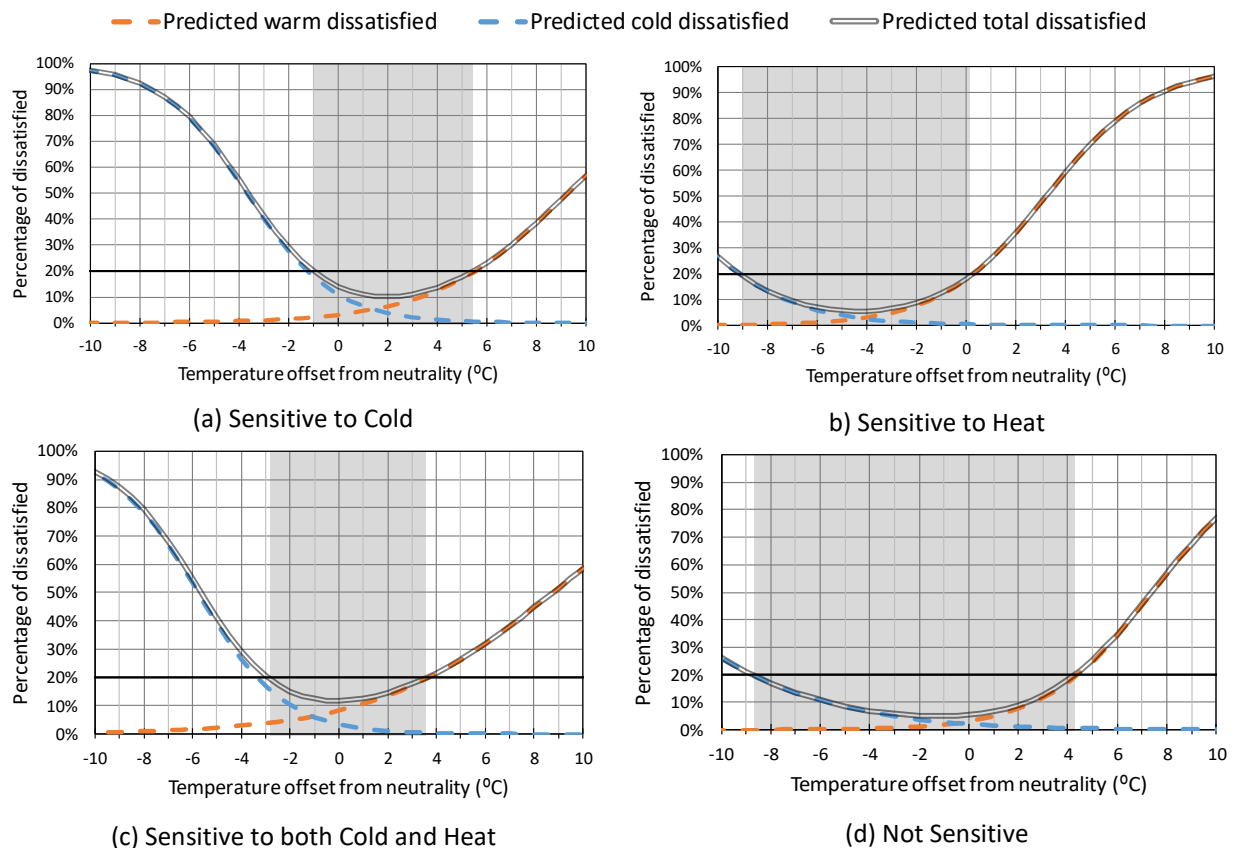 Predicted warm dissatisfied Predicted cold dissatisfied Predicted total dissatisfied
Percentage of dissatisfied
100%
90%
80%
70%
60%
50%
40%
30%
20%
10%
0%
-10 -8 -6 -4 -2 0 2 4 6 8 10
Temperature offset from neutrality (⁰C)
(a) Sensitive to Cold
Percentage of dissatisfied
100%
90%
80%
70%
60%
50%
40%
30%
20%
10%
0%
-10 -8 -6 -4 -2 0 2 4 6 8 10
Temperature offset from neutrality (⁰C)
b) Sensitive to Heat
Percentage of dissatisfied
100%
90%
80%
70%
60%
50%
40%
30%
20%
10%
0%
-10 -8 -6 -4 -2 0 2 4 6 8 10
Temperature offset from neutrality (⁰C)
(c) Sensitive to both Cold and Heat
Percentage of dissatisfied
100%
90%
80%
70%
60%
50%
40%
30%
20%
10%
0%
-10 -8 -6 -4 -2 0 2 4 6 8 10
Temperature offset from neutrality (⁰C)
(d) Not Sensitive